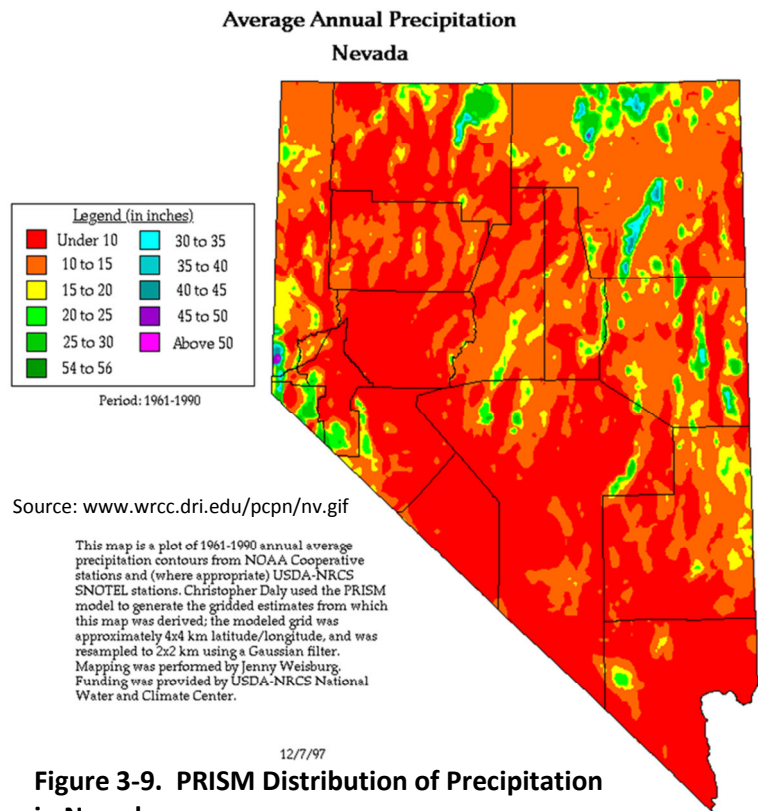 Average Annual Precipitation
Nevada
Legend (in inches)
Under 10
10 to 15
15 to 20
20 to 25
25 to 30
54 to 56
30 to 35
35 to 40
40 to 45
45 to 50
Above 50
Period: 1961-1990
Source: www.wrcc.dri.edu/pcpn/nv.gif
This map is a plot of 1961-1990 annual average
precipitation contours from NOAA Cooperative
stations and (where appropriate) USDA-NRCS
SNOTEL stations. Christopher Daly used the PRISM
model to generate the gridded estimates from which
this map was derived; the modeled grid was
approximately 4x4 km latitude/longitude, and was
resampled to 2x2 km using a Gaussian filter.
Mapping was performed by Jenny Weisburg.
Funding was provided by USDA-NRCS National
Water and Climate Center.
12/7/97
Figure 3-9. PRISM Distribution of Precipitation